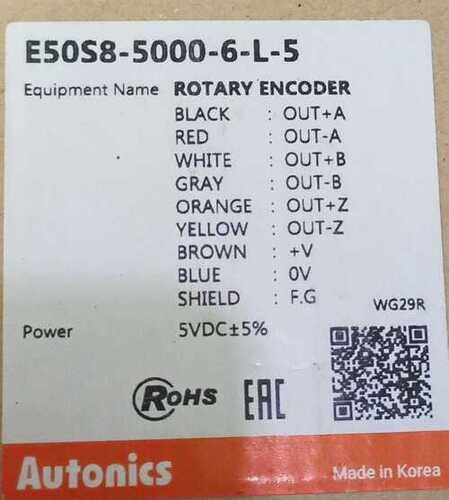 E50S8-5000-6-L-5
Equipment Name ROTARY ENCODER
BLACK : OUT+A
RED : OUT-A
WHITE : OUT+B
GRAY : OUT-B
ORANGE : OUT+Z
YELLOW : OUT-Z
BROWN : +V
BLUE : 0V
SHIELD : F.G
WG29R
Power 5VDC±5%
RoHS EAC
Autonics Made in Korea